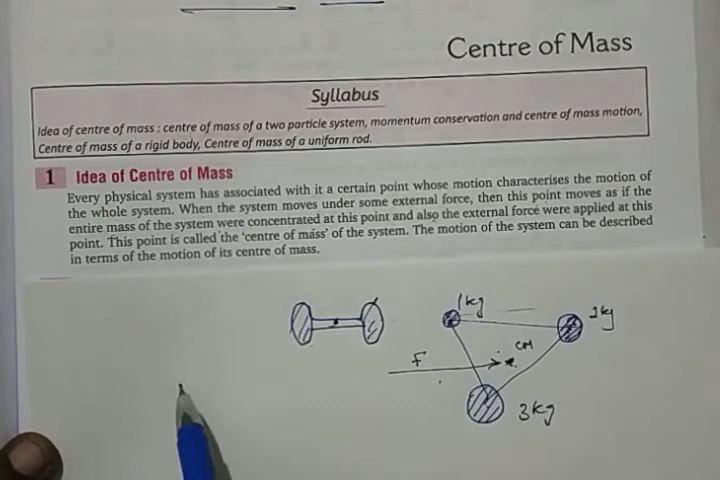 Centre of Mass
Syllabus
Idea of centre of mass : centre of mass of a two particle system, momentum conservation and centre of mass motion,
Centre of mass of a rigid body, Centre of mass of a uniform rod.
1 Idea of Centre of Mass
Every physical system has associated with it a certain point whose motion characterises the motion of
the whole system. When the system moves under some external force, then this point moves as if the
entire mass of the system were concentrated at this point and also the external force were applied at this
point. This point is called the 'centre of mass' of the system. The motion of the system can be described
in terms of the motion of its centre of mass.
1kg
2kg
CM
F
3kg